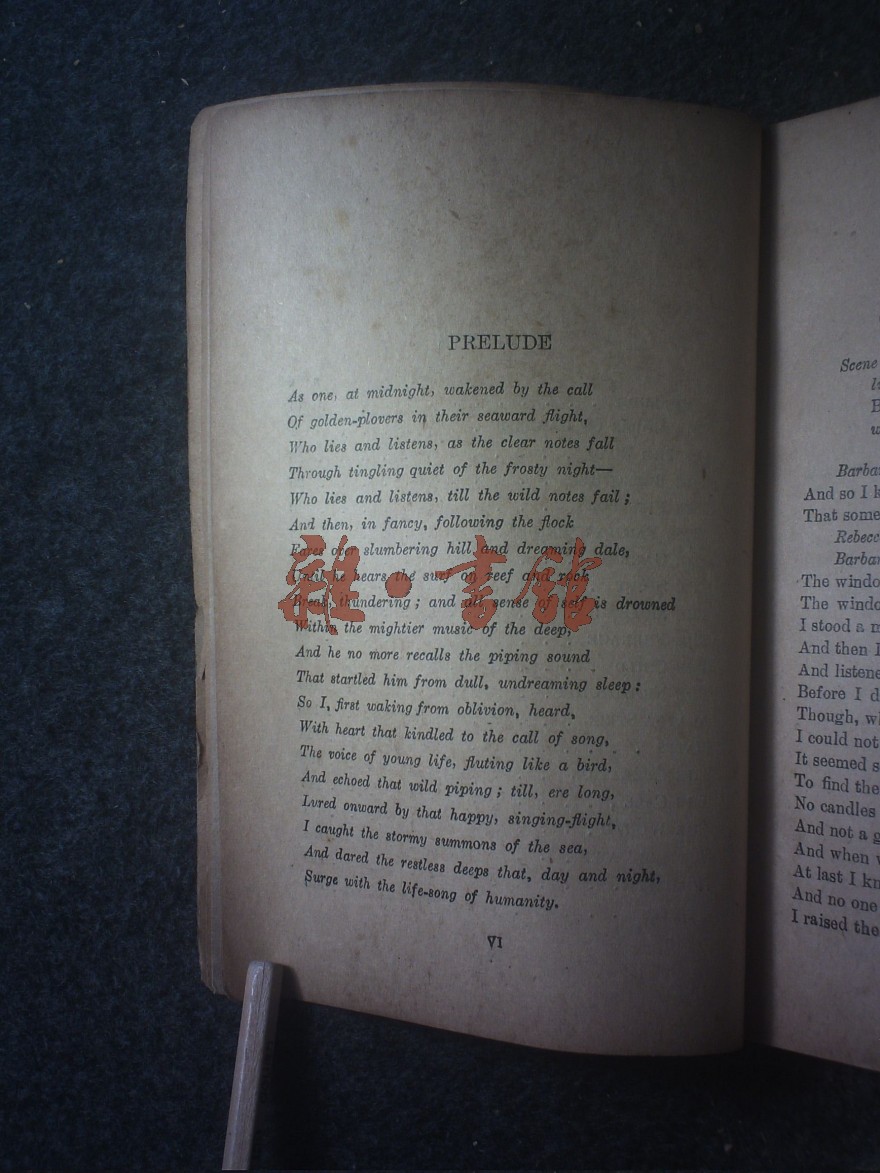 PRELUDE
As one, at midnight, wakened by the call
Of golden-plovers in their seaward flight,
Who lies and listens, as the clear notes fall
Through tingling quiet of the frosty night—
Who lies and listens, till the wild notes fail;
And then, in fancy, following the flock
Fares over slumbering hill and dreaming dale,
Until he hears the surf on reef and rock
Break, thundering; and all sense of self is drowned
Within the mightier music of the deep,
And he no more recalls the piping sound
That startled him from dull, undreaming sleep:
So I, first waking from oblivion, heard,
With heart that kindled to the call of song,
The voice of young life, fluting like a bird,
And echoed that wild piping; till, ere long,
Lured onward by that happy, singing-flight,
I caught the stormy summons of the sea,
And dared the restless deeps that, day and night,
Surge with the life-song of humanity.
VI
雜·書館
Scene
And so I
That some
The windo
The windo
I stood a
And then I
And listene
Before I d
Though, w
I could not
It seemed s
To find the
No candles
And not a g
And when
At last I kn
And no one
I raised the